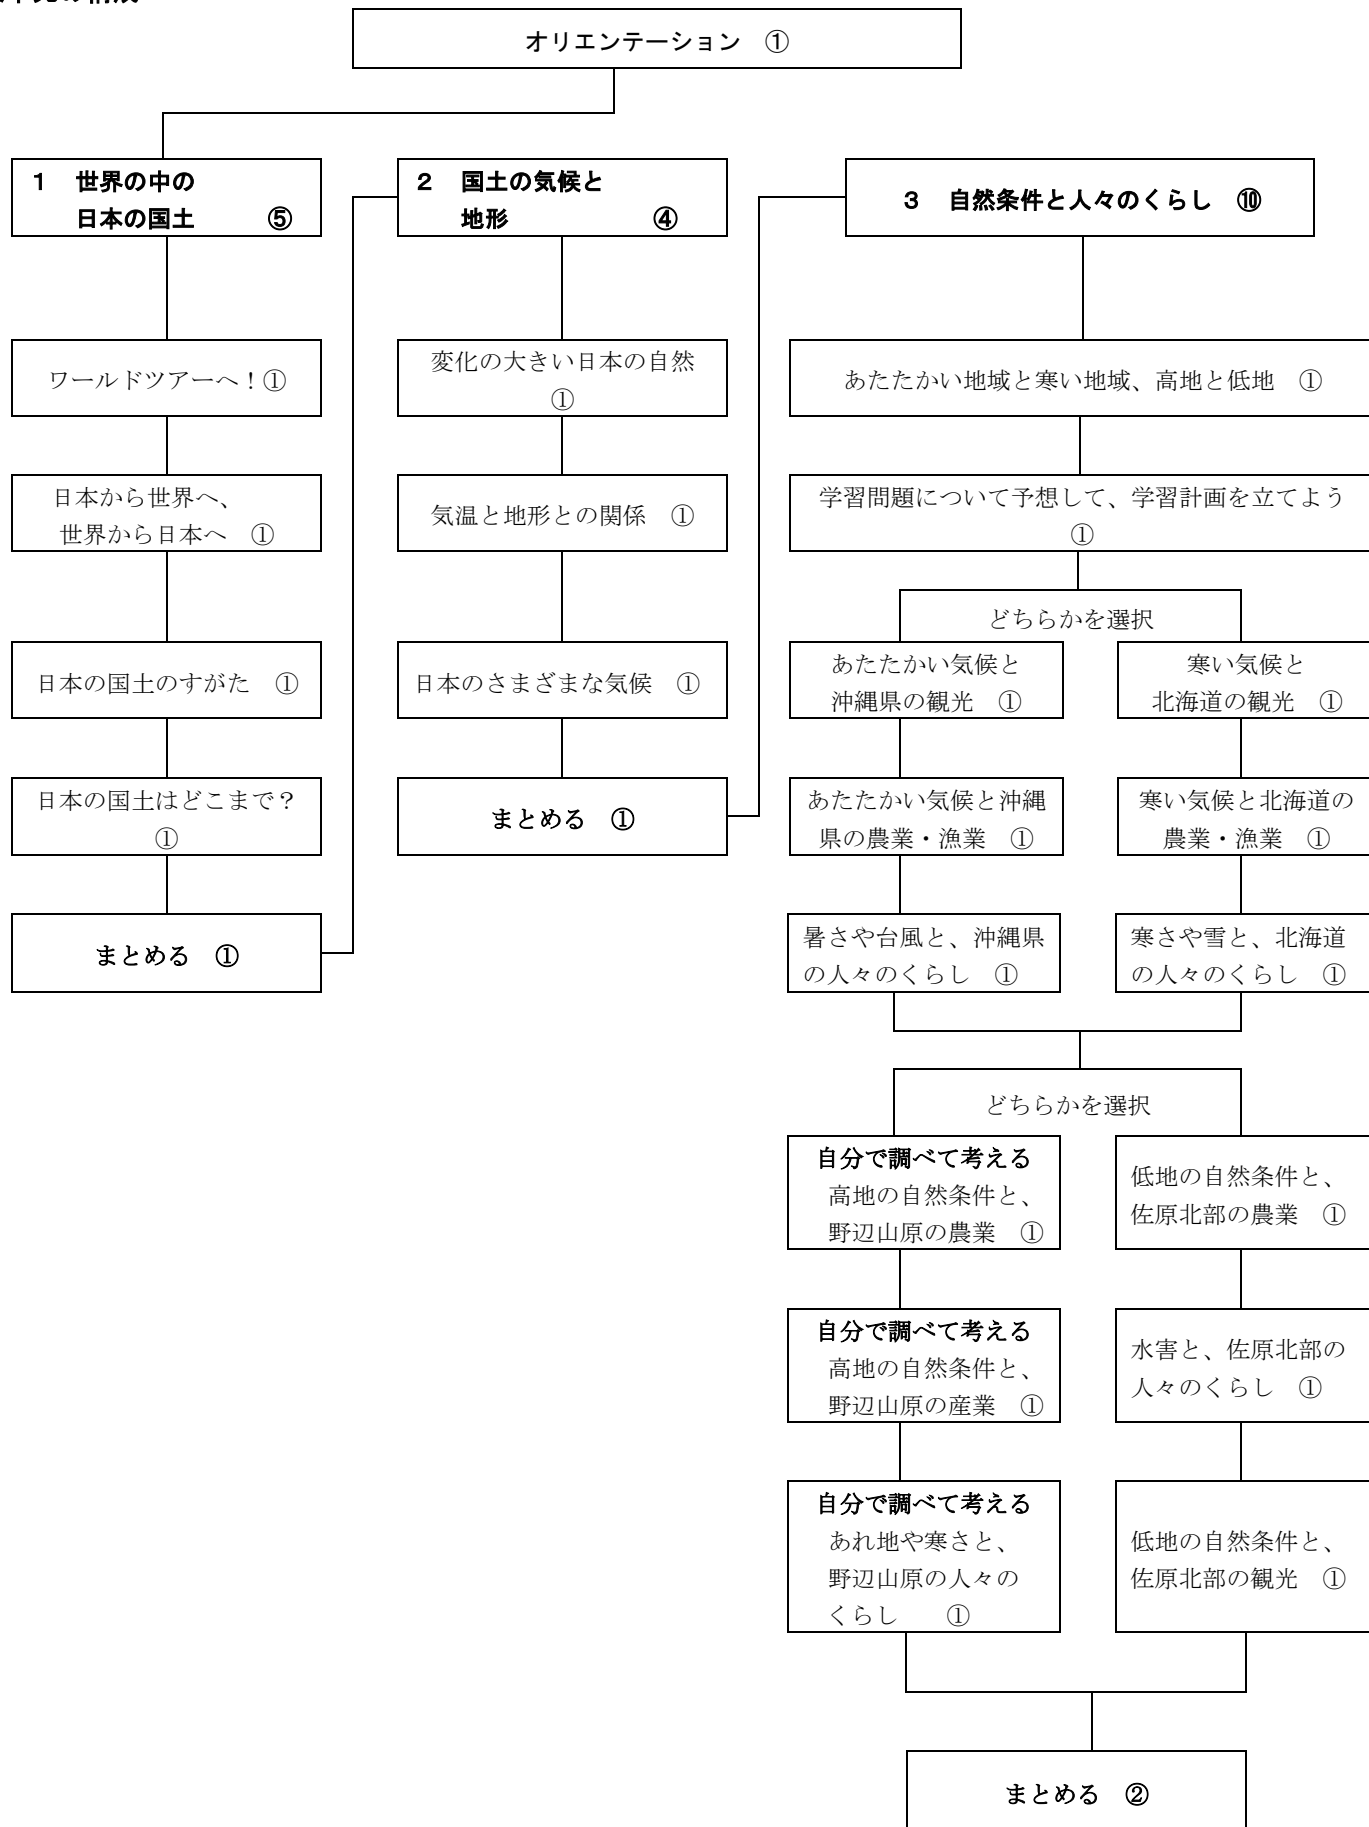 オリエンテーション ①
1 世界の中の
日本の国土 ⑤
ワールドツアーへ！①
日本から世界へ、
世界から日本へ ①
日本の国土のすがた ①
日本の国土はどこまで？
①
まとめる ①
2 国土の気候と
地形 ④
変化の大きい日本の自然
①
気温と地形との関係 ①
日本のさまざまな気候 ①
まとめる ①
3 自然条件と人々のくらし ⑩
あたたかい地域と寒い地域、高地と低地 ①
学習問題について予想して、学習計画を立てよう
①
どちらかを選択
あたたかい気候と
沖縄県の観光 ①
あたたかい気候と沖縄
県の農業・漁業 ①
暑さや台風と、沖縄県
の人々のくらし ①
寒い気候と
北海道の観光 ①
寒い気候と北海道の
農業・漁業 ①
寒さや雪と、北海道
の人々のくらし ①
どちらかを選択
自分で調べて考える
高地の自然条件と、
野辺山原の農業 ①
自分で調べて考える
高地の自然条件と、
野辺山原の産業 ①
自分で調べて考える
あれ地や寒さと、
野辺山原の人々の
くらし ①
低地の自然条件と、
佐原北部の農業 ①
水害と、佐原北部の
人々のくらし ①
低地の自然条件と、
佐原北部の観光 ①
まとめる ②